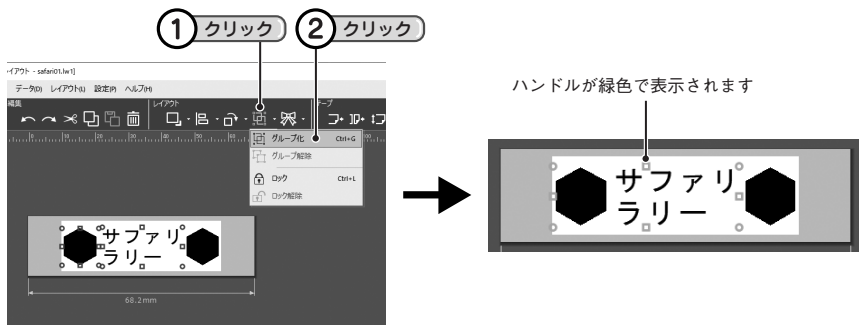 ① クリック ② クリック
イアウト - safari01.lw1]
データ(D) レイアウト(U) 設定(P) ヘルプ(H)
編集 レイアウト テープ
グループ化 Ctrl+G
グループ解除
ロック Ctrl+L
ロック解除
サファリ
ラリー
68.2mm
ハンドルが緑色で表示されます
サファリ
ラリー